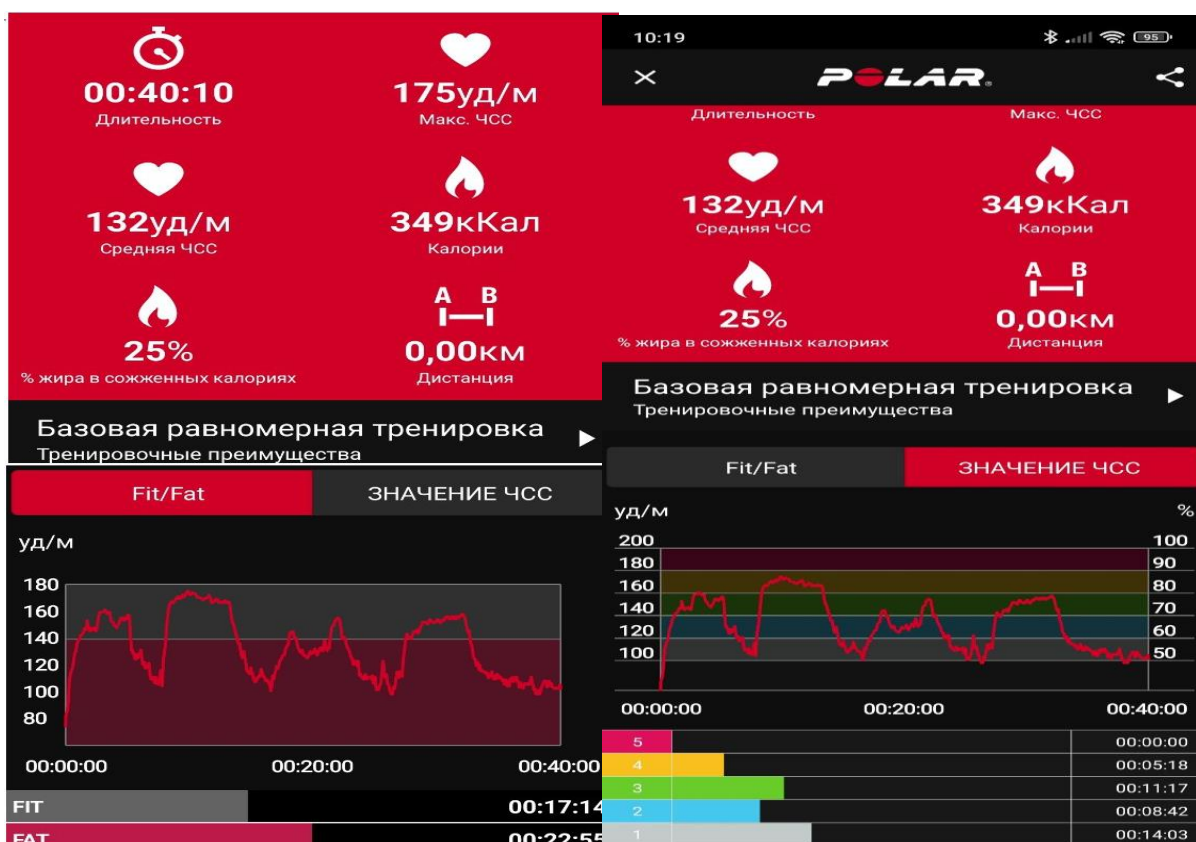 00:40:10 175уд/м
Длительность Макс. ЧСС
132уд/м 349кКал
Средняя ЧСС Калории
A B
25% 0,00км
% жира в сожженных калориях Дистанция
Базовая равномерная тренировка
Тренировочные преимущества
Fit/Fat ЗНАЧЕНИЕ ЧСС
уд/м
180
160
140
120
100
80
00:00:00 00:20:00 00:40:00
FIT 00:17:14
FAT 00:22:55
10:19 95
POLAR
Длительность Макс. ЧСС
132уд/м 349кКал
Средняя ЧСС Калории
A B
25% 0,00км
% жира в сожженных калориях Дистанция
Базовая равномерная тренировка
Тренировочные преимущества
Fit/Fat ЗНАЧЕНИЕ ЧСС
уд/м %
200 100
180 90
160 80
140 70
120 60
100 50
00:00:00 00:20:00 00:40:00
5 00:00:00
4 00:05:18
3 00:11:17
2 00:08:42
1 00:14:03